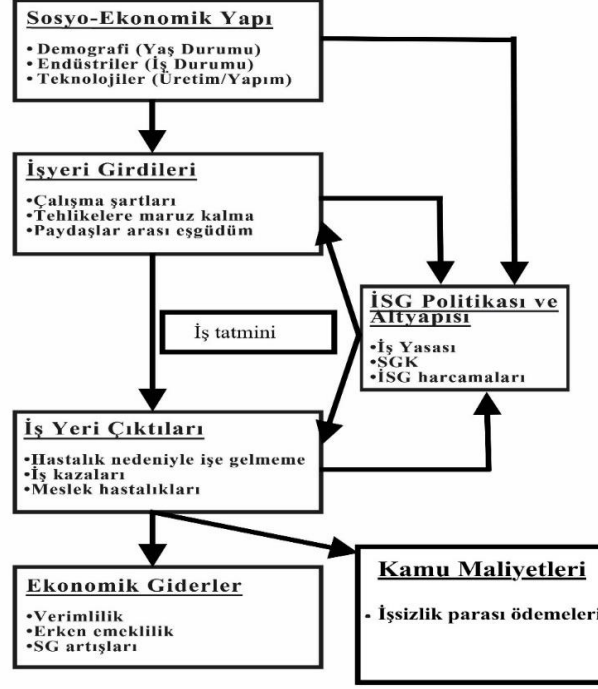 Sosyo-Ekonomik Yapı
• Demografi (Yaş Durumu)
• Endüstriler (İş Durumu)
• Teknolojiler (Üretim/Yapım)
İşyeri Girdileri
•Çalışma şartları
•Tehlikelere maruz kalma
•Paydaşlar arası eşgüdüm
İSG Politikası ve
Altyapısı
•İş Yasası
•SGK
•İSG harcamaları
İş tatmini
İş Yeri Çıktıları
•Hastalık nedeniyle işe gelmeme
•İş kazaları
•Meslek hastalıkları
Ekonomik Giderler
•Verimlilik
•Erken emeklilik
•SG artışları
Kamu Maliyetleri
• İşsizlik parası ödemeleri